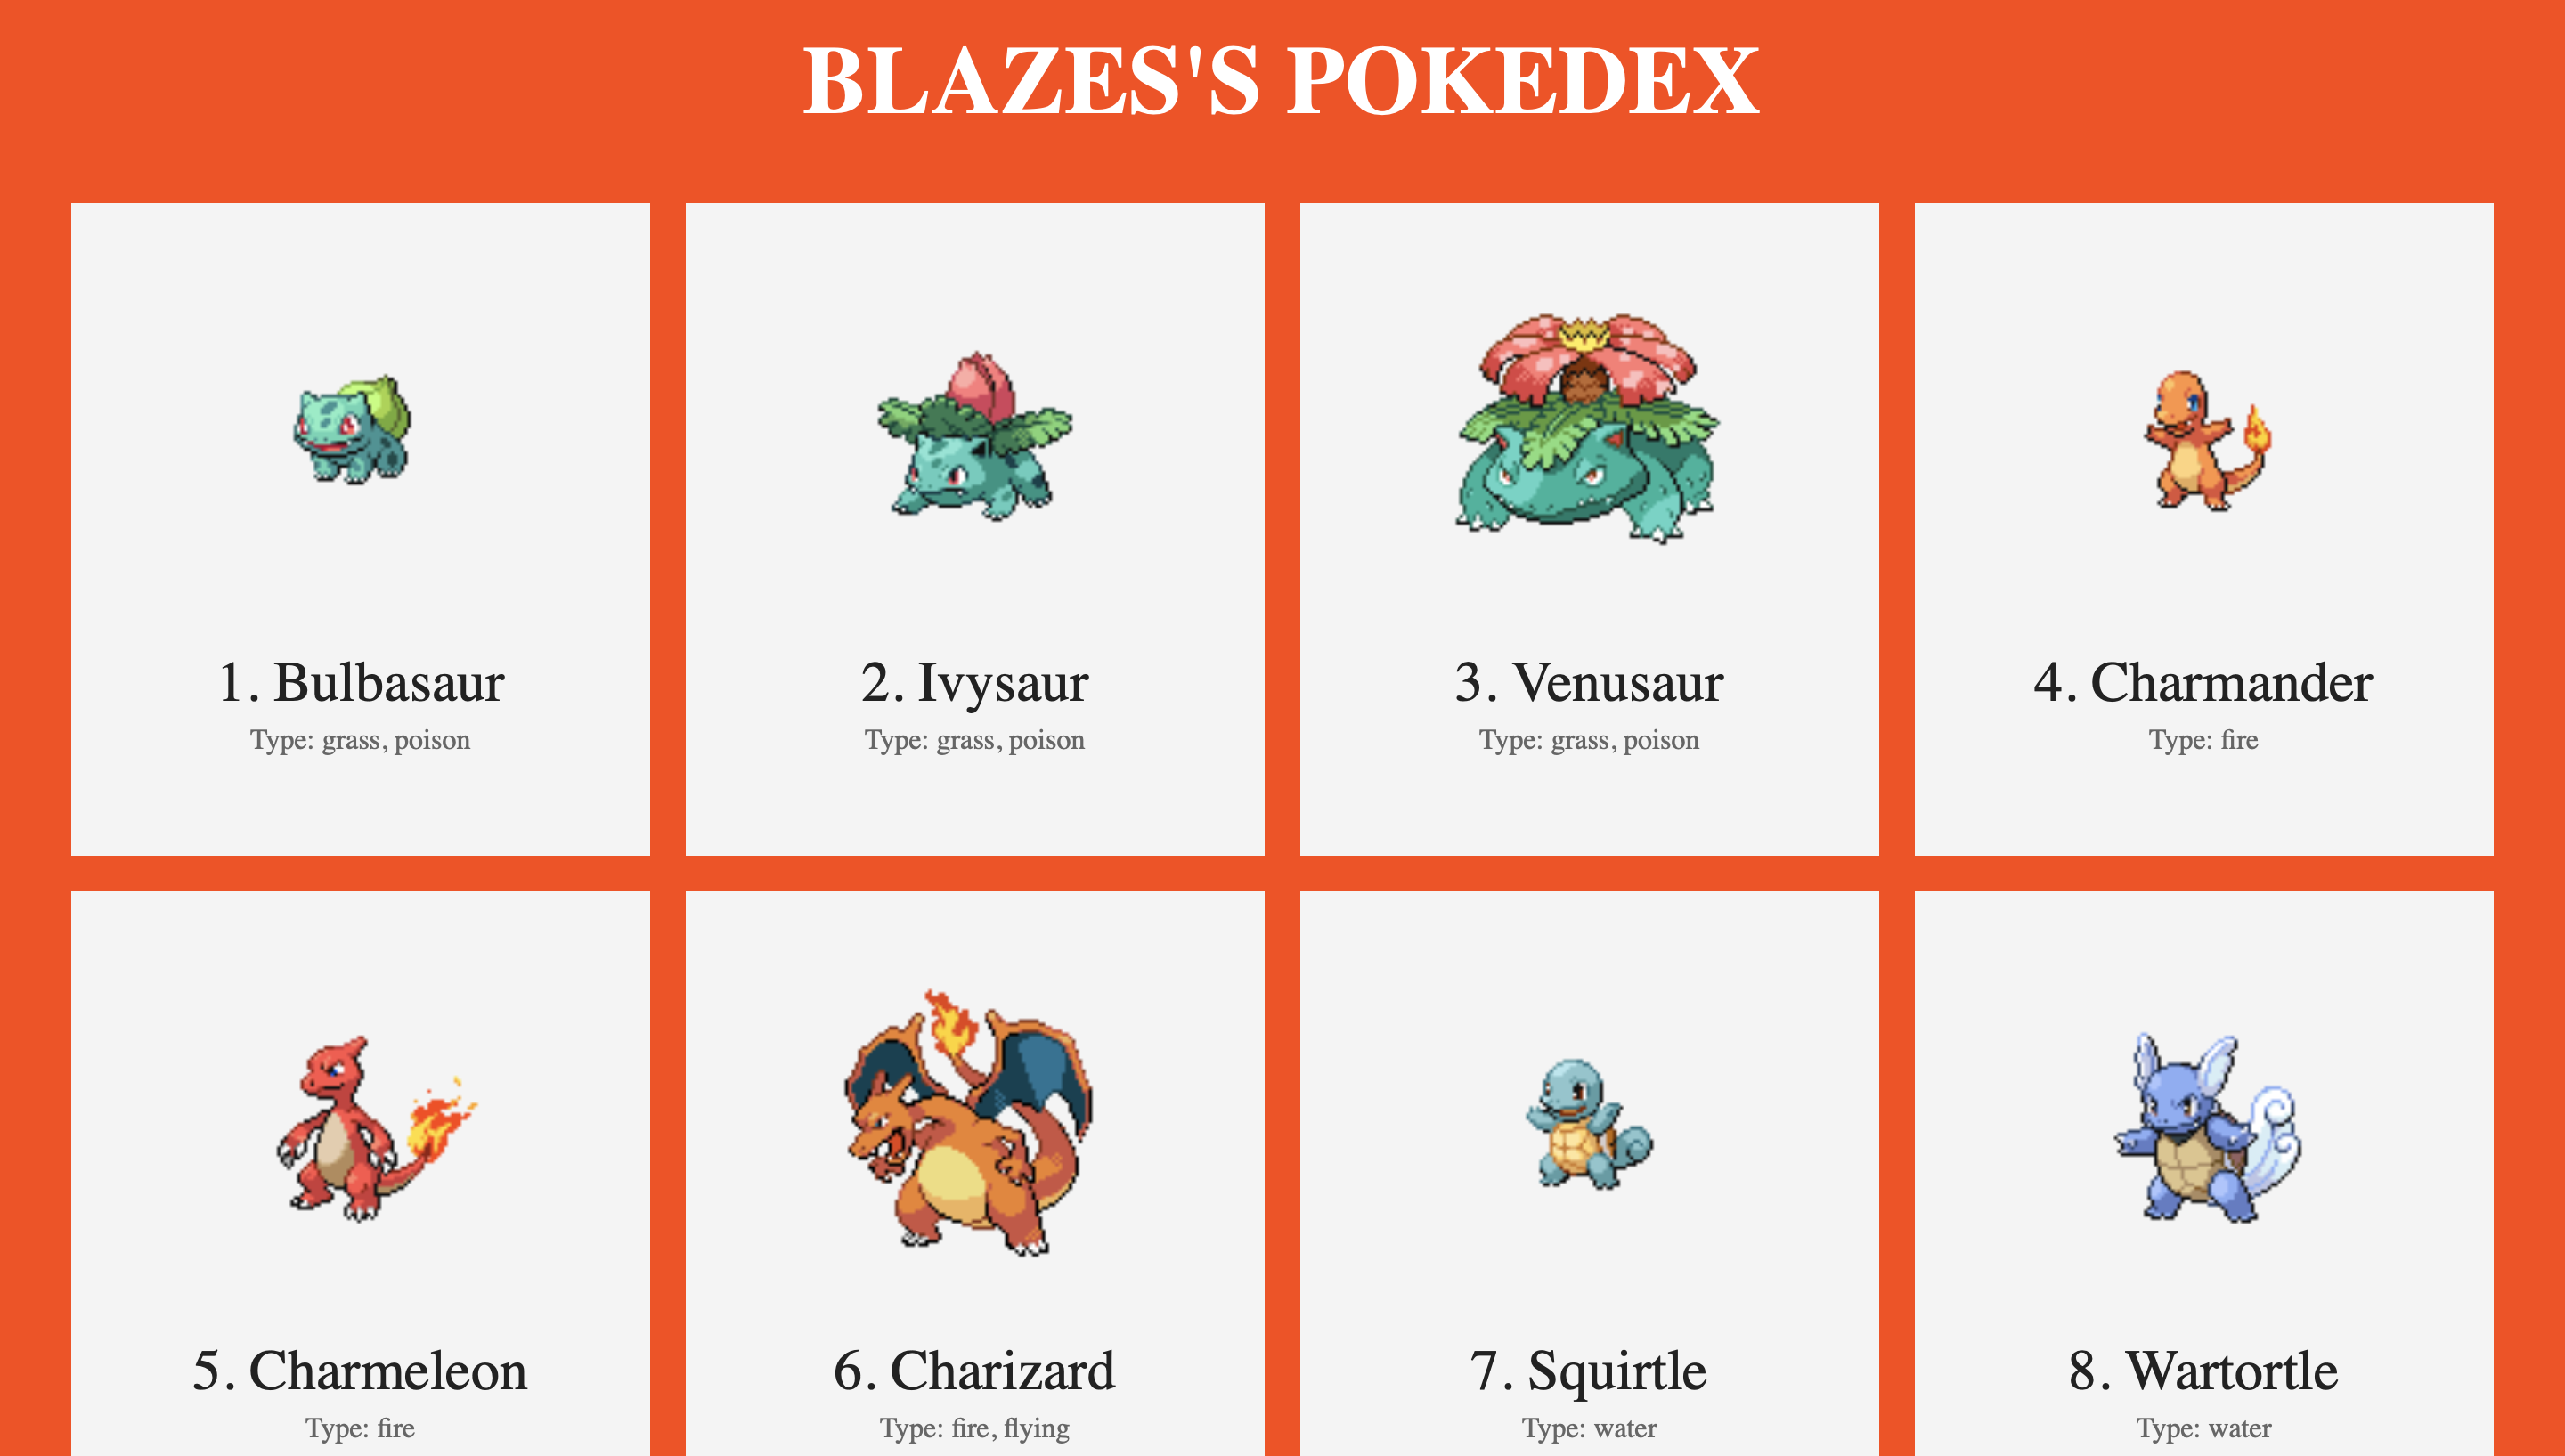 BLAZES'S POKEDEX
1. Bulbasaur
Type: grass, poison
2. Ivysaur
Type: grass, poison
3. Venusaur
Type: grass, poison
4. Charmander
Type: fire
5. Charmeleon
Type: fire
6. Charizard
Type: fire, flying
7. Squirtle
Type: water
8. Wartortle
Type: water